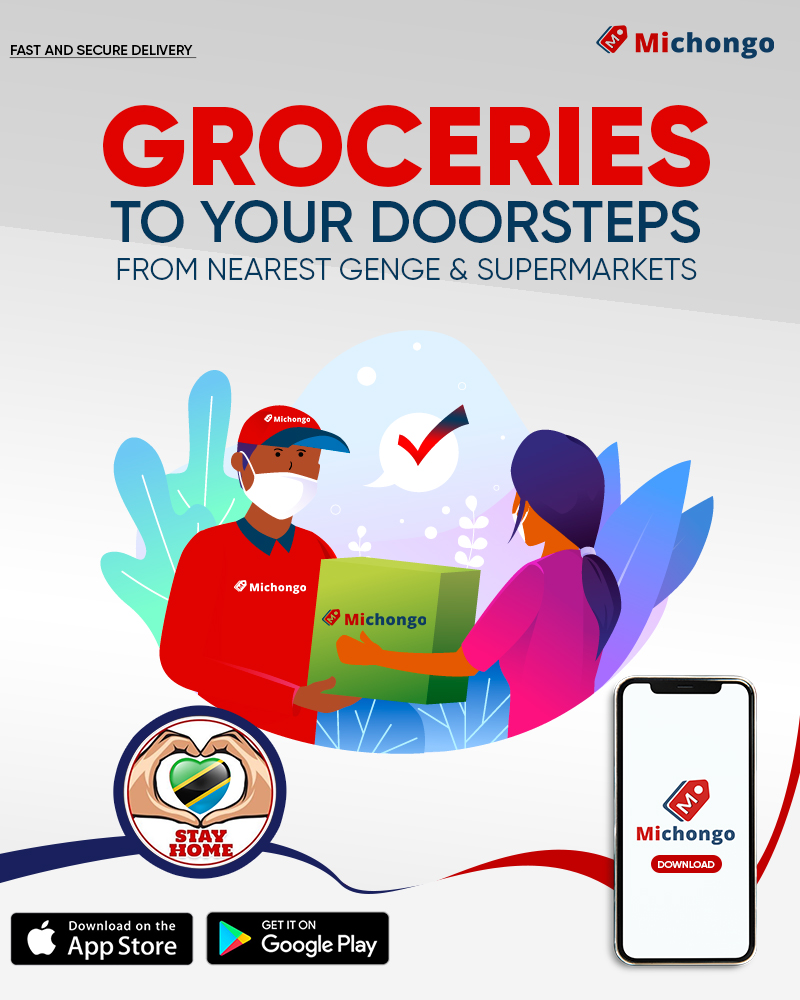 FAST AND SECURE DELIVERY
Michongo
GROCERIES
TO YOUR DOORSTEPS
FROM NEAREST GENGE & SUPERMARKETS
Michongo
Michongo
Michongo
STAY
HOME
M
Michongo
DOWNLOAD
Download on the
App Store
GET IT ON
Google Play